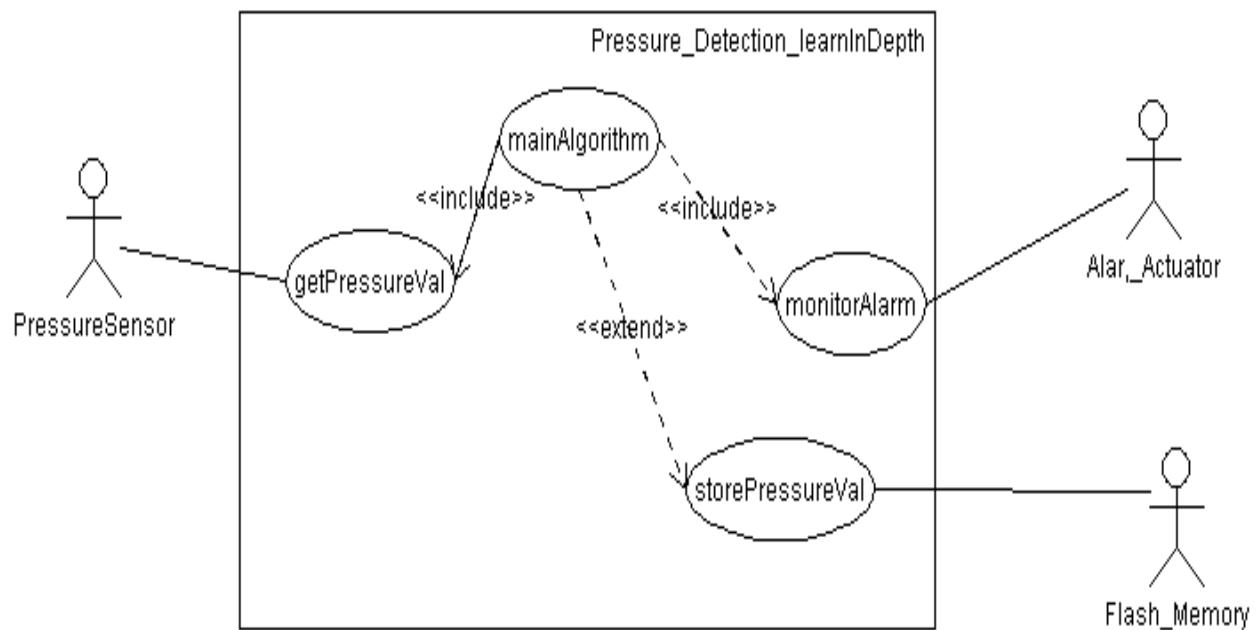 Pressure_Detection_learnInDepth
mainAlgorithm
<<include>>
<<include>>
getPressureVal
PressureSensor
Alar,_Actuator
monitorAlarm
<<extend>>
storePressureVal
Flash_Memory